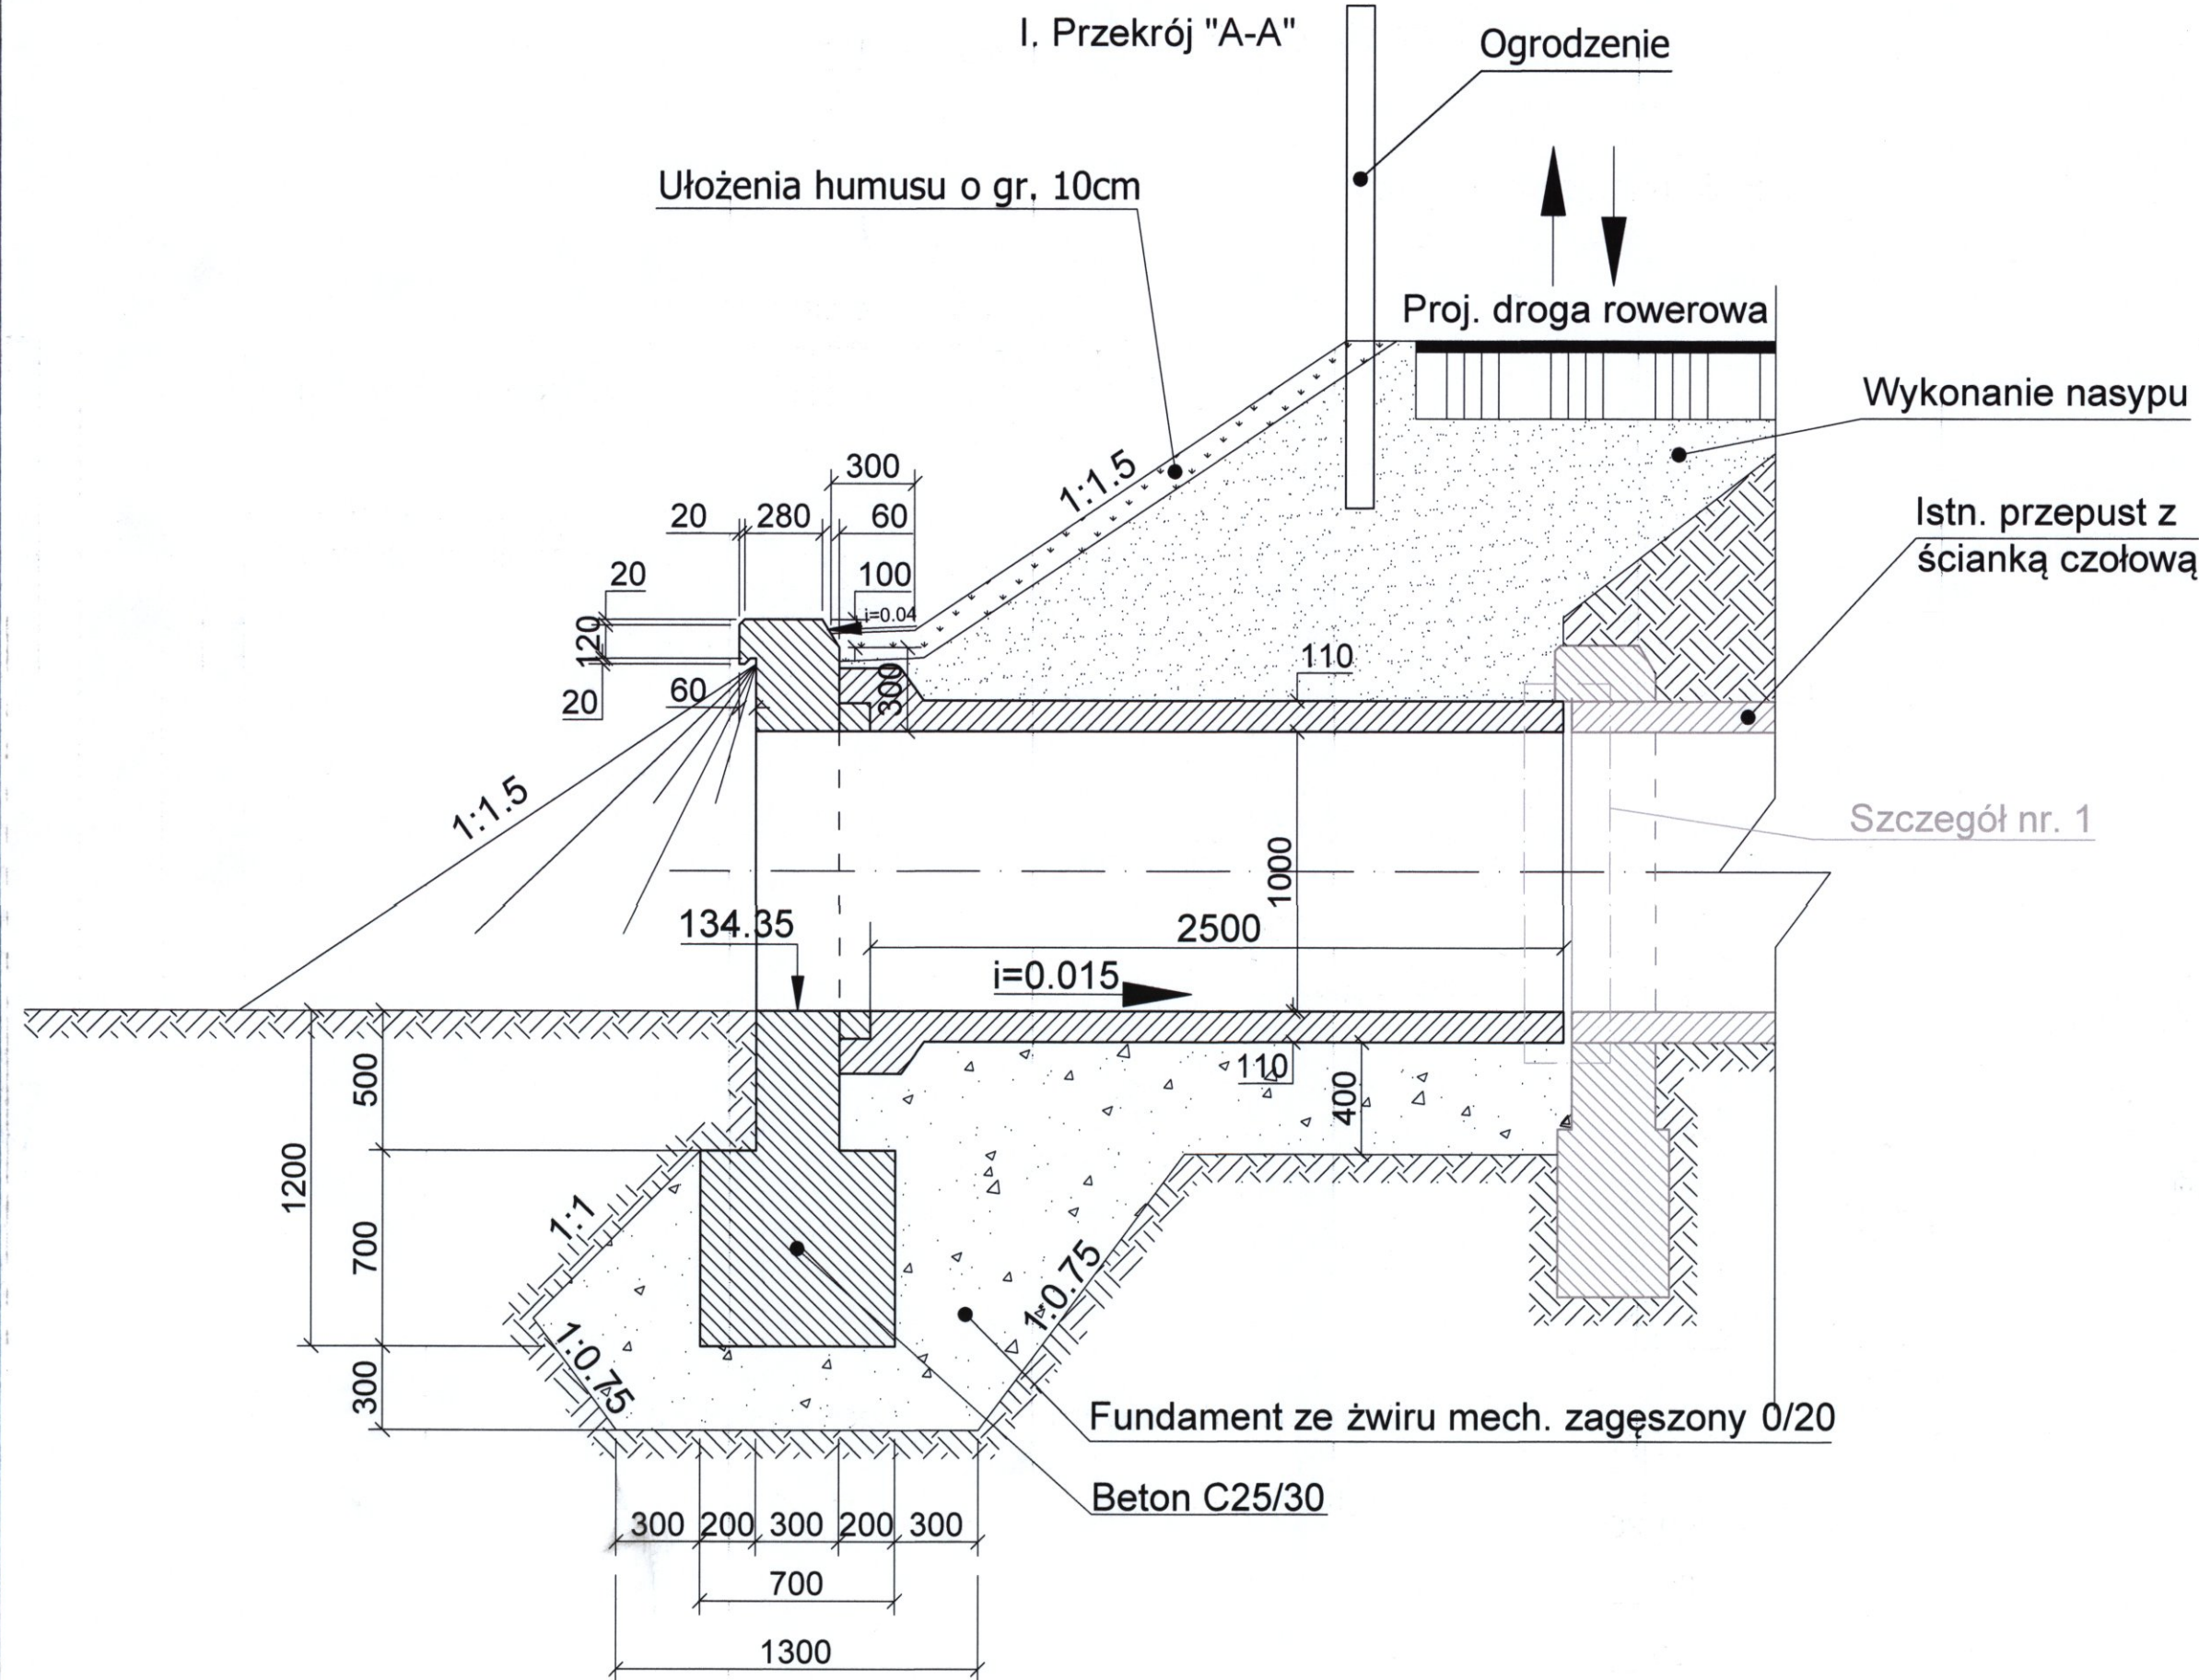 I. Przekrój "A-A"
Ogrodzenie
Ułożenia humusu o gr. 10cm
Proj. droga rowerowa
Wykonanie nasypu
1:1.5
300
20
280
60
Istn. przepust z
ścianką czołową
20
100
i=0.04
120
110
20
60
300
1:1.5
Szczegół nr. 1
1000
134.35
2500
i=0.015
500
110
400
1200
1:1
700
1:0.75
1:0.75
300
Fundament ze żwiru mech. zagęszony 0/20
Beton C25/30
300
200
300
200
300
700
1300